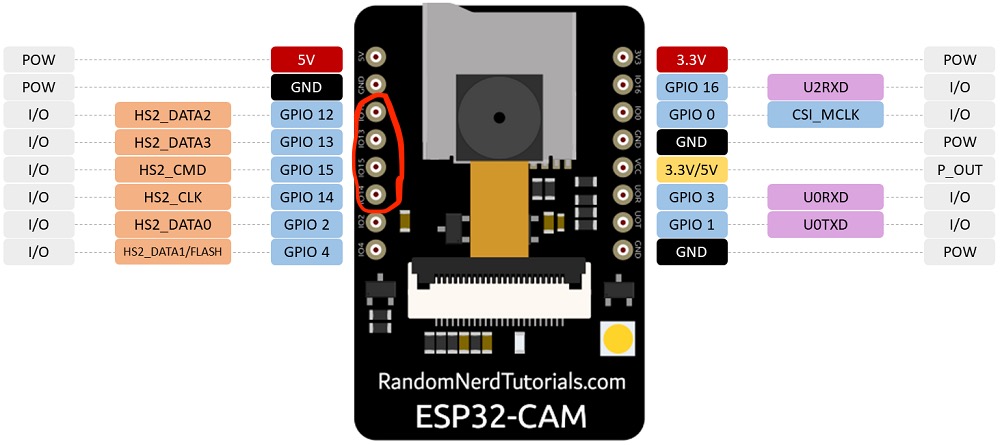 POW 5V 5V 3V3 3.3V POW
POW GND GND IO16 GPIO 16 U2RXD I/O
I/O HS2_DATA2 GPIO 12 IO0 GPIO 0 CSI_MCLK I/O
I/O HS2_DATA3 GPIO 13 IO13 GND GND POW
I/O HS2_CMD GPIO 15 IO15 VCC 3.3V/5V P_OUT
I/O HS2_CLK GPIO 14 IO14 UOR GPIO 3 U0RXD I/O
I/O HS2_DATA0 GPIO 2 IO2 UOT GPIO 1 U0TXD I/O
I/O HS2_DATA1/FLASH GPIO 4 IO4 GND GND POW
RandomNerdTutorials.com
ESP32-CAM